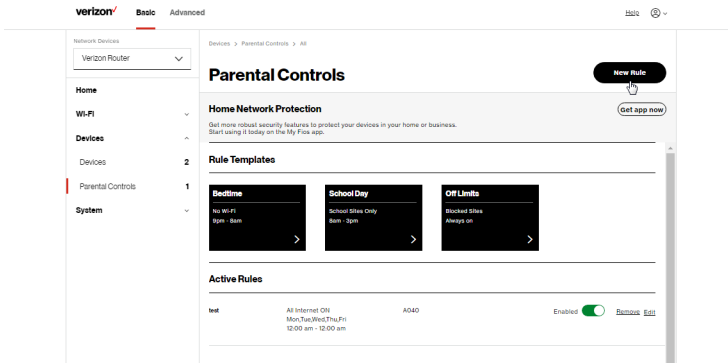 verizon
Basic
Advanced
Help
Network Devices
Verizon Router
Home
Wi-Fi
Devices
Devices 2
Parental Controls 1
System
Devices > Parental Controls > All
Parental Controls
New Rule
Home Network Protection
Get app now
Get more robust security features to protect your devices in your home or business.
Start using it today on the My Fios app.
Rule Templates
Bedtime
No Wi-Fi
9pm - 8am
School Day
School Sites Only
8am - 3pm
Off Limits
Blocked Sites
Always on
Active Rules
test
All Internet ON
Mon,Tue,Wed,Thu,Fri
12:00 am - 12:00 am
A040
Enabled
Remove Edit